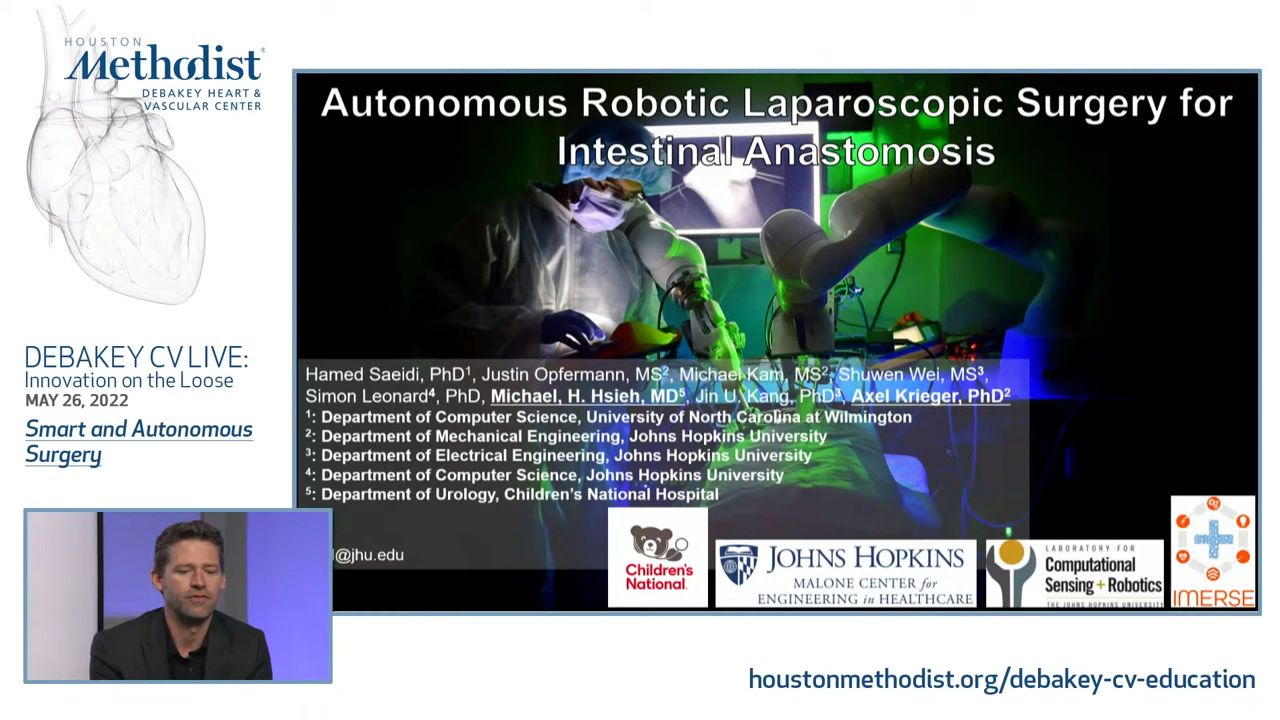 HOUSTON
Methodist®
DEBAKEY HEART &
VASCULAR CENTER
DEBAKEY CV LIVE:
Innovation on the Loose
MAY 26, 2022
Smart and Autonomous
Surgery
Autonomous Robotic Laparoscopic Surgery for
Intestinal Anastomosis
Hamed Saeidi, PhD¹, Justin Opfermann, MS², Michael Kam, MS², Shuwen Wei, MS³,
Simon Leonard⁴, PhD, Michael, H. Hsieh, MD⁵, Jin U. Kang, PhD³, Axel Krieger, PhD²
¹: Department of Computer Science, University of North Carolina at Wilmington
²: Department of Mechanical Engineering, Johns Hopkins University
³: Department of Electrical Engineering, Johns Hopkins University
⁴: Department of Computer Science, Johns Hopkins University
⁵: Department of Urology, Children's National Hospital
@jhu.edu
Children's
National.
JOHNS HOPKINS
MALONE CENTER for
ENGINEERING in HEALTHCARE
LABORATORY FOR
Computational
Sensing + Robotics
THE JOHNS HOPKINS UNIVERSITY
IMERSE
houstonmethodist.org/debakey-cv-education